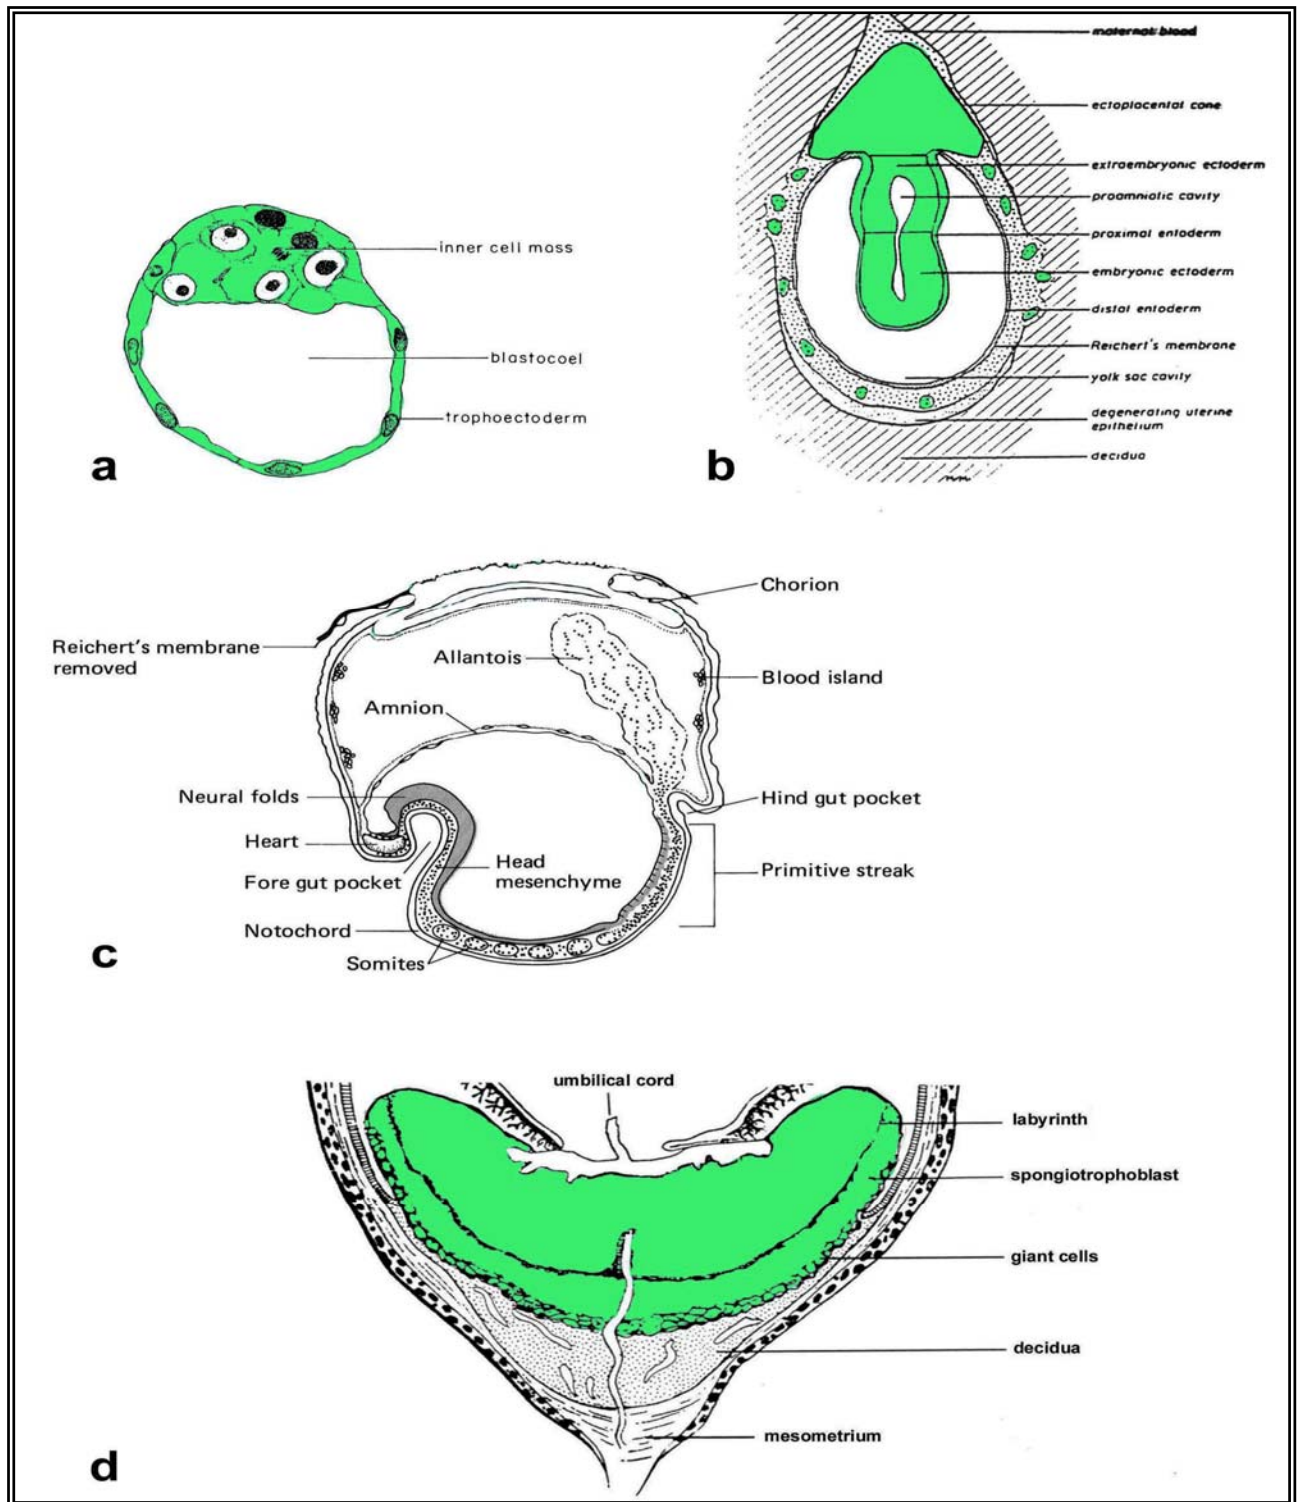 inner cell mass
blastocoel
trophoectoderm
a
maternal blood
ectoplacental cone
extraembryonic ectoderm
proamniotic cavity
proximal entoderm
embryonic ectoderm
distal entoderm
Reichert's membrane
yolk sac cavity
degenerating uterine
epithelium
decidua
b
Chorion
Reichert's membrane
removed
Allantois
Blood island
Amnion
Neural folds
Hind gut pocket
Heart
Head
mesenchyme
Primitive streak
Fore gut pocket
Notochord
Somites
c
umbilical cord
labyrinth
spongiotrophoblast
giant cells
decidua
mesometrium
d